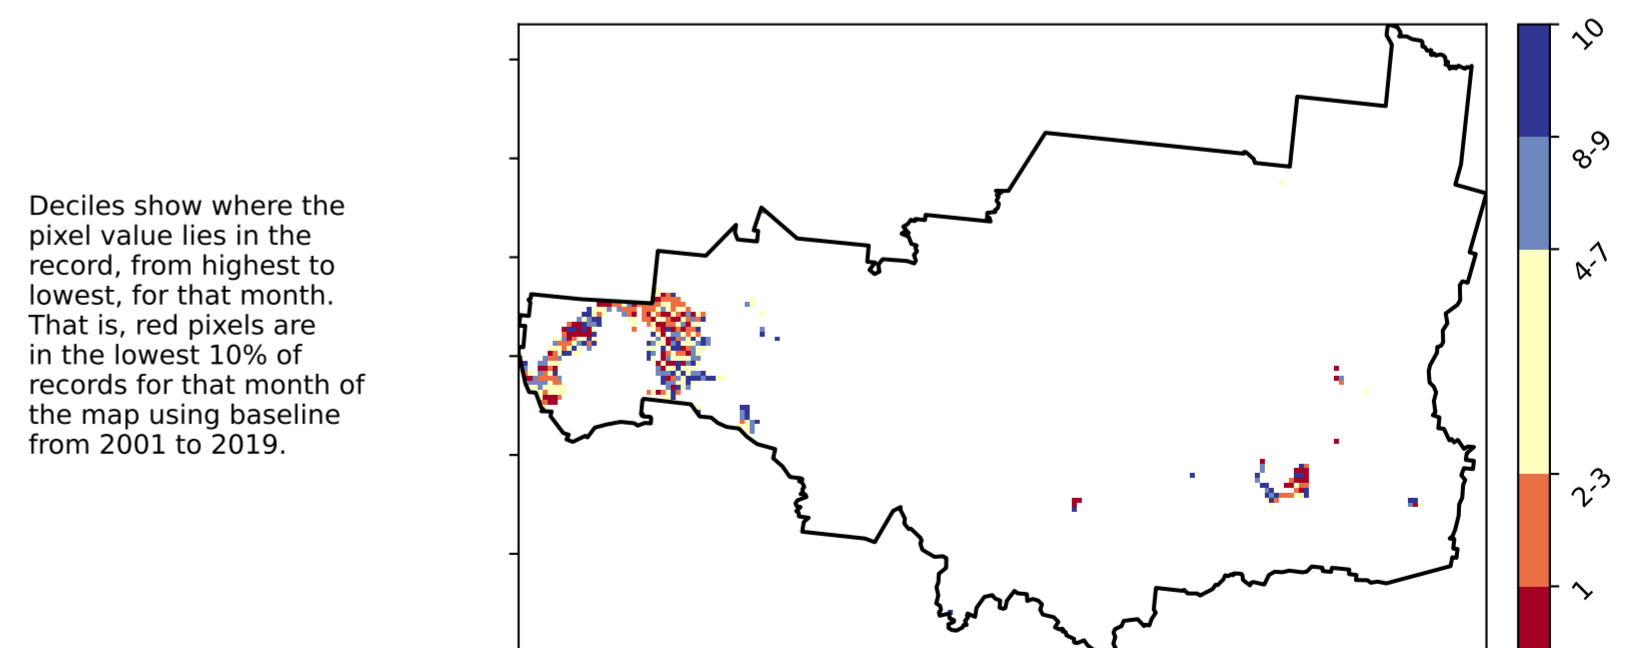 Deciles show where the
pixel value lies in the
record, from highest to
lowest, for that month.
That is, red pixels are
in the lowest 10% of
records for that month of
the map using baseline
from 2001 to 2019.
10
8-9
4-7
2-3
1